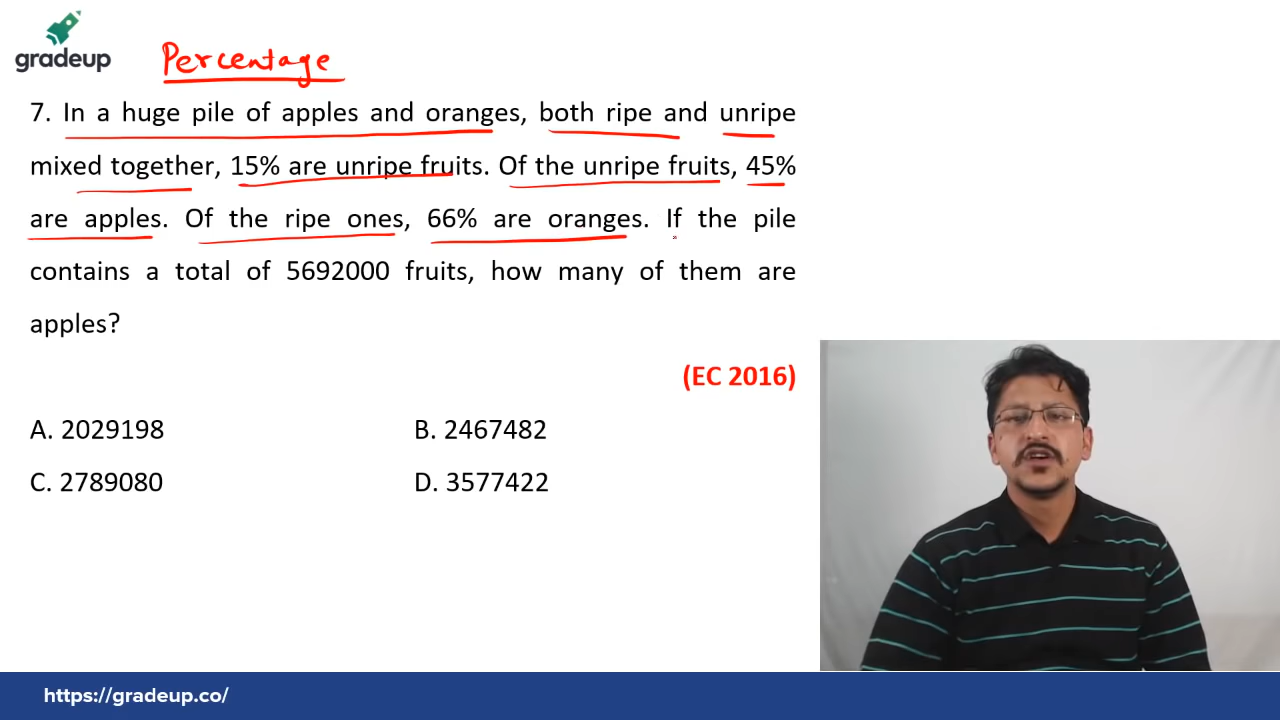 gradeup
Percentage
7. In a huge pile of apples and oranges, both ripe and unripe
mixed together, 15% are unripe fruits. Of the unripe fruits, 45%
are apples. Of the ripe ones, 66% are oranges. If the pile
contains a total of 5692000 fruits, how many of them are
apples?
(EC 2016)
A. 2029198 B. 2467482
C. 2789080 D. 3577422
https://gradeup.co/